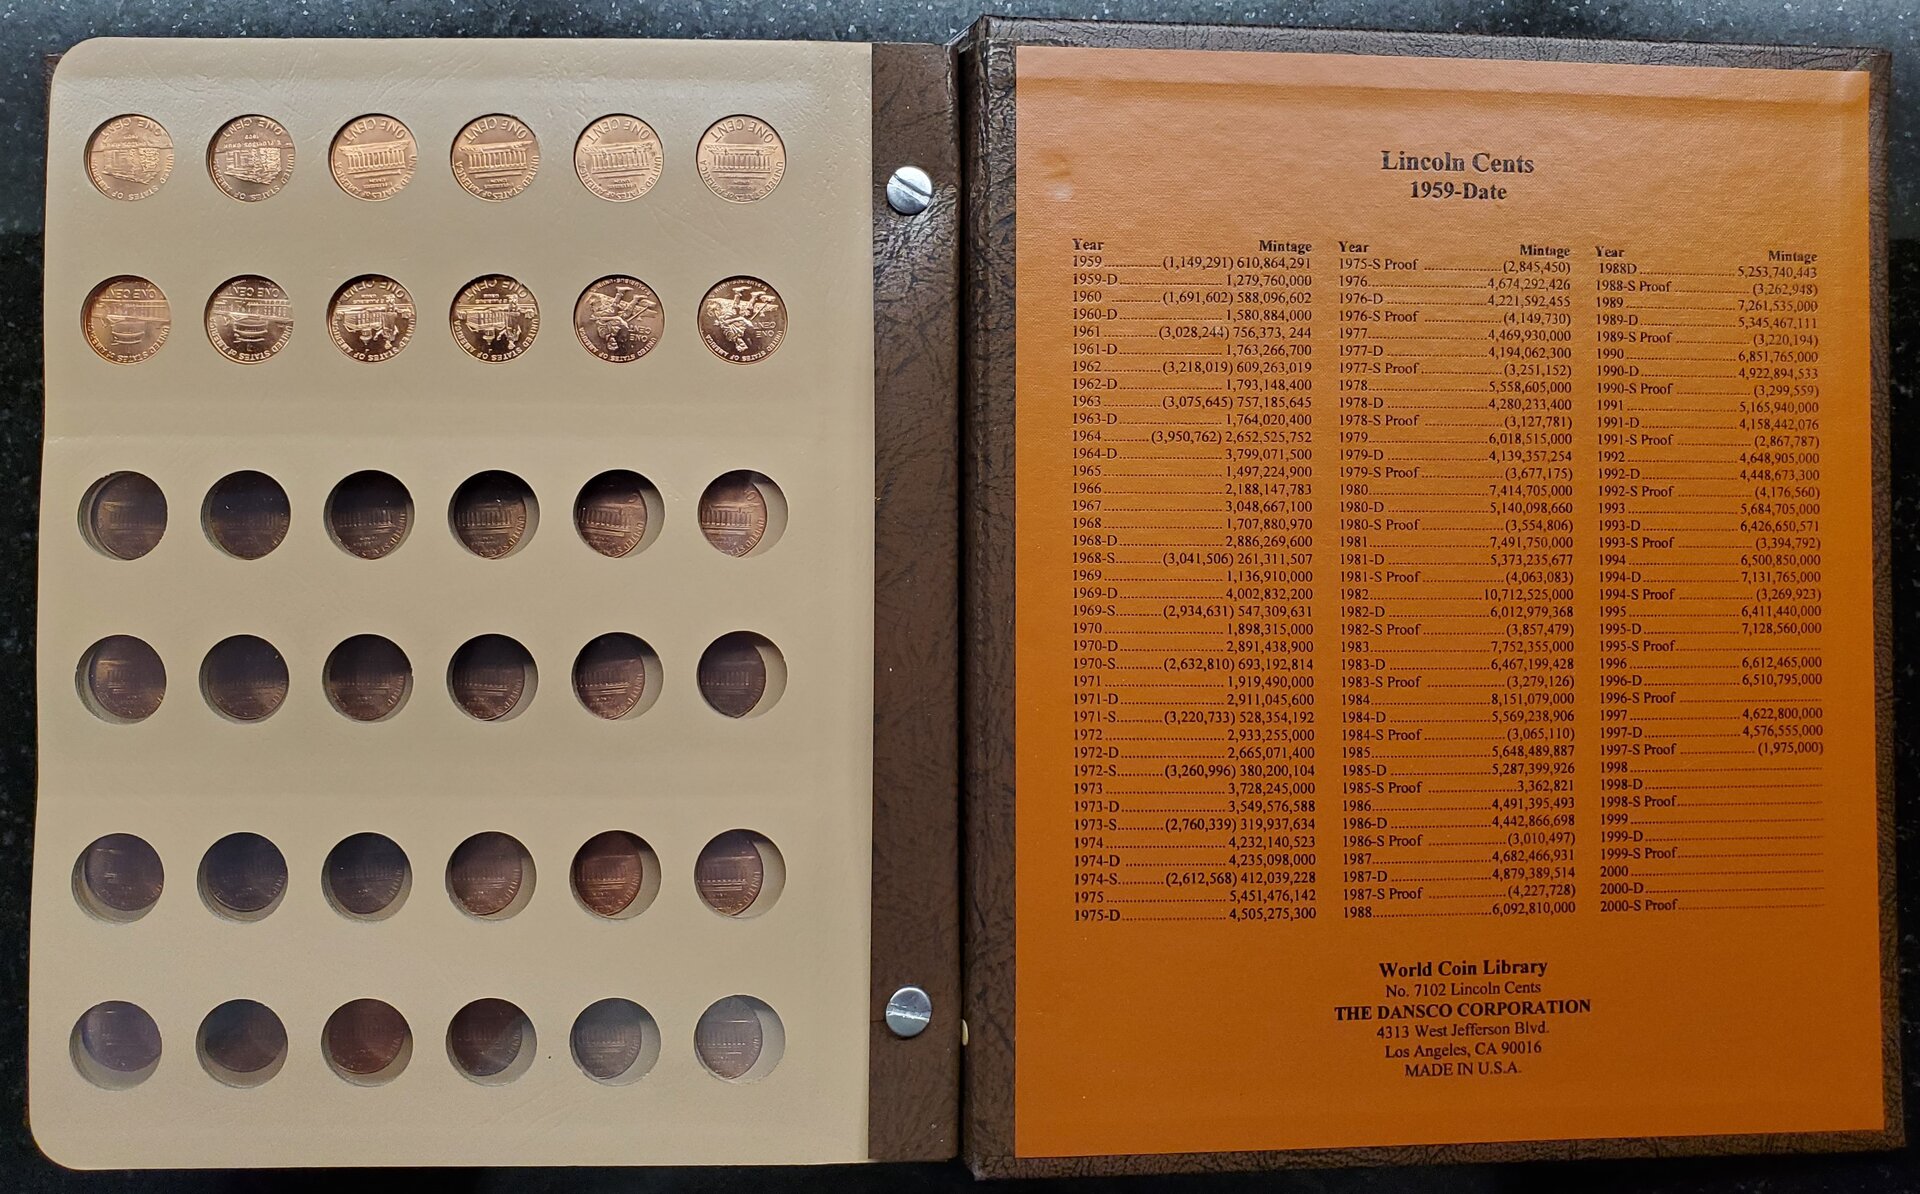 Lincoln Cents
1959-Date
Year Mintage
1959 (1,149,291) 610,864,291
1959-D 1,279,760,000
1960 (1,691,602) 588,096,602
1960-D 1,580,884,000
1961 (3,028,244) 756,373, 244
1961-D 1,763,266,700
1962 (3,218,019) 609,263,019
1962-D 1,793,148,400
1963 (3,075,645) 757,185,645
1963-D 1,764,020,400
1964 (3,950,762) 2,652,525,752
1964-D 3,799,071,500
1965 1,497,224,900
1966 2,188,147,783
1967 3,048,667,100
1968 1,707,880,970
1968-D 2,886,269,600
1968-S (3,041,506) 261,311,507
1969 1,136,910,000
1969-D 4,002,832,200
1969-S (2,934,631) 547,309,631
1970 1,898,315,000
1970-D 2,891,438,900
1970-S (2,632,810) 693,192,814
1971 1,919,490,000
1971-D 2,911,045,600
1971-S (3,220,733) 528,354,192
1972 2,933,255,000
1972-D 2,665,071,400
1972-S (3,260,996) 380,200,104
1973 3,728,245,000
1973-D 3,549,576,588
1973-S (2,760,339) 319,937,634
1974 4,232,140,523
1974-D 4,235,098,000
1974-S (2,612,568) 412,039,228
1975 5,451,476,142
1975-D 4,505,275,300
Year Mintage
1975-S Proof (2,845,450)
1976 4,674,292,426
1976-D 4,221,592,455
1976-S Proof (4,149,730)
1977 4,469,930,000
1977-D 4,194,062,300
1977-S Proof (3,251,152)
1978 5,558,605,000
1978-D 4,280,233,400
1978-S Proof (3,127,781)
1979 6,018,515,000
1979-D 4,139,357,254
1979-S Proof (3,677,175)
1980 7,414,705,000
1980-D 5,140,098,660
1980-S Proof (3,554,806)
1981 7,491,750,000
1981-D 5,373,235,677
1981-S Proof (4,063,083)
1982 10,712,525,000
1982-D 6,012,979,368
1982-S Proof (3,857,479)
1983 7,752,355,000
1983-D 6,467,199,428
1983-S Proof (3,279,126)
1984 8,151,079,000
1984-D 5,569,238,906
1984-S Proof (3,065,110)
1985 5,648,489,887
1985-D 5,287,399,926
1985-S Proof 3,362,821
1986 4,491,395,493
1986-D 4,442,866,698
1986-S Proof (3,010,497)
1987 4,682,466,931
1987-D 4,879,389,514
1987-S Proof (4,227,728)
1988 6,092,810,000
Year Mintage
1988D 5,253,740,443
1988-S Proof (3,262,948)
1989 7,261,535,000
1989-D 5,345,467,111
1989-S Proof (3,220,194)
1990 6,851,765,000
1990-D 4,922,894,533
1990-S Proof (3,299,559)
1991 5,165,940,000
1991-D 4,158,442,076
1991-S Proof (2,867,787)
1992 4,648,905,000
1992-D 4,448,673,300
1992-S Proof (4,176,560)
1993 5,684,705,000
1993-D 6,426,650,571
1993-S Proof (3,394,792)
1994 6,500,850,000
1994-D 7,131,765,000
1994-S Proof (3,269,923)
1995 6,411,440,000
1995-D 7,128,560,000
1995-S Proof
1996 6,612,465,000
1996-D 6,510,795,000
1996-S Proof
1997 4,622,800,000
1997-D 4,576,555,000
1997-S Proof (1,975,000)
1998
1998-D
1998-S Proof
1999
1999-D
1999-S Proof
2000
2000-D
2000-S Proof
World Coin Library
No. 7102 Lincoln Cents
THE DANSCO CORPORATION
4313 West Jefferson Blvd.
Los Angeles, CA 90016
MADE IN U.S.A.